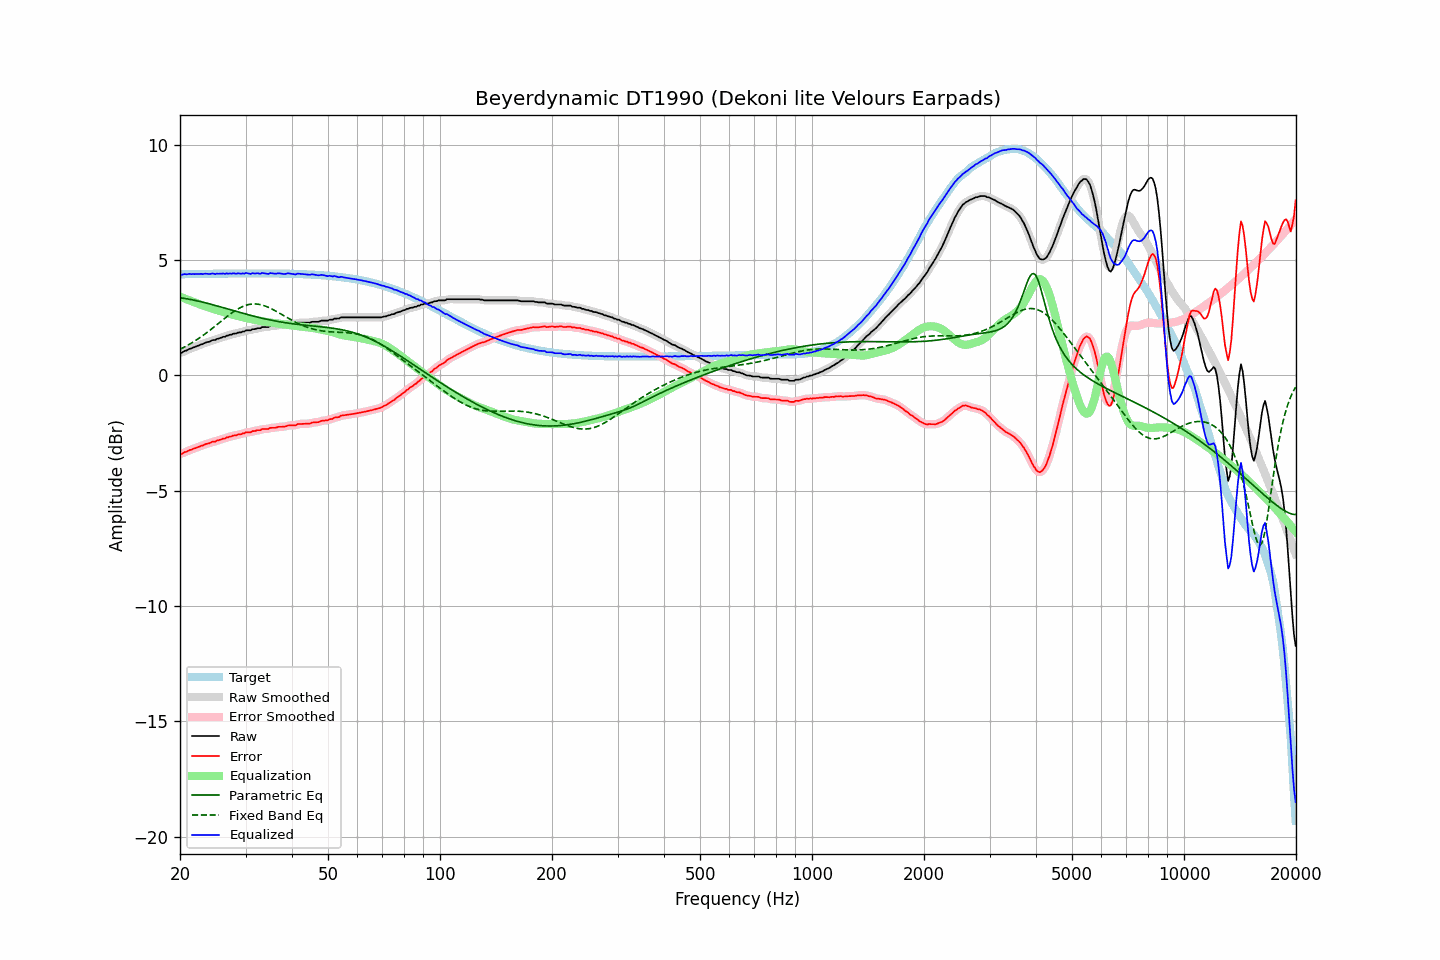 Beyerdynamic DT1990 (Dekoni lite Velours Earpads)
Amplitude (dBr)
10
5
0
−5
−10
−15
−20
Target
Raw Smoothed
Error Smoothed
Raw
Error
Equalization
Parametric Eq
Fixed Band Eq
Equalized
20 50 100 200 500 1000 2000 5000 10000 20000
Frequency (Hz)